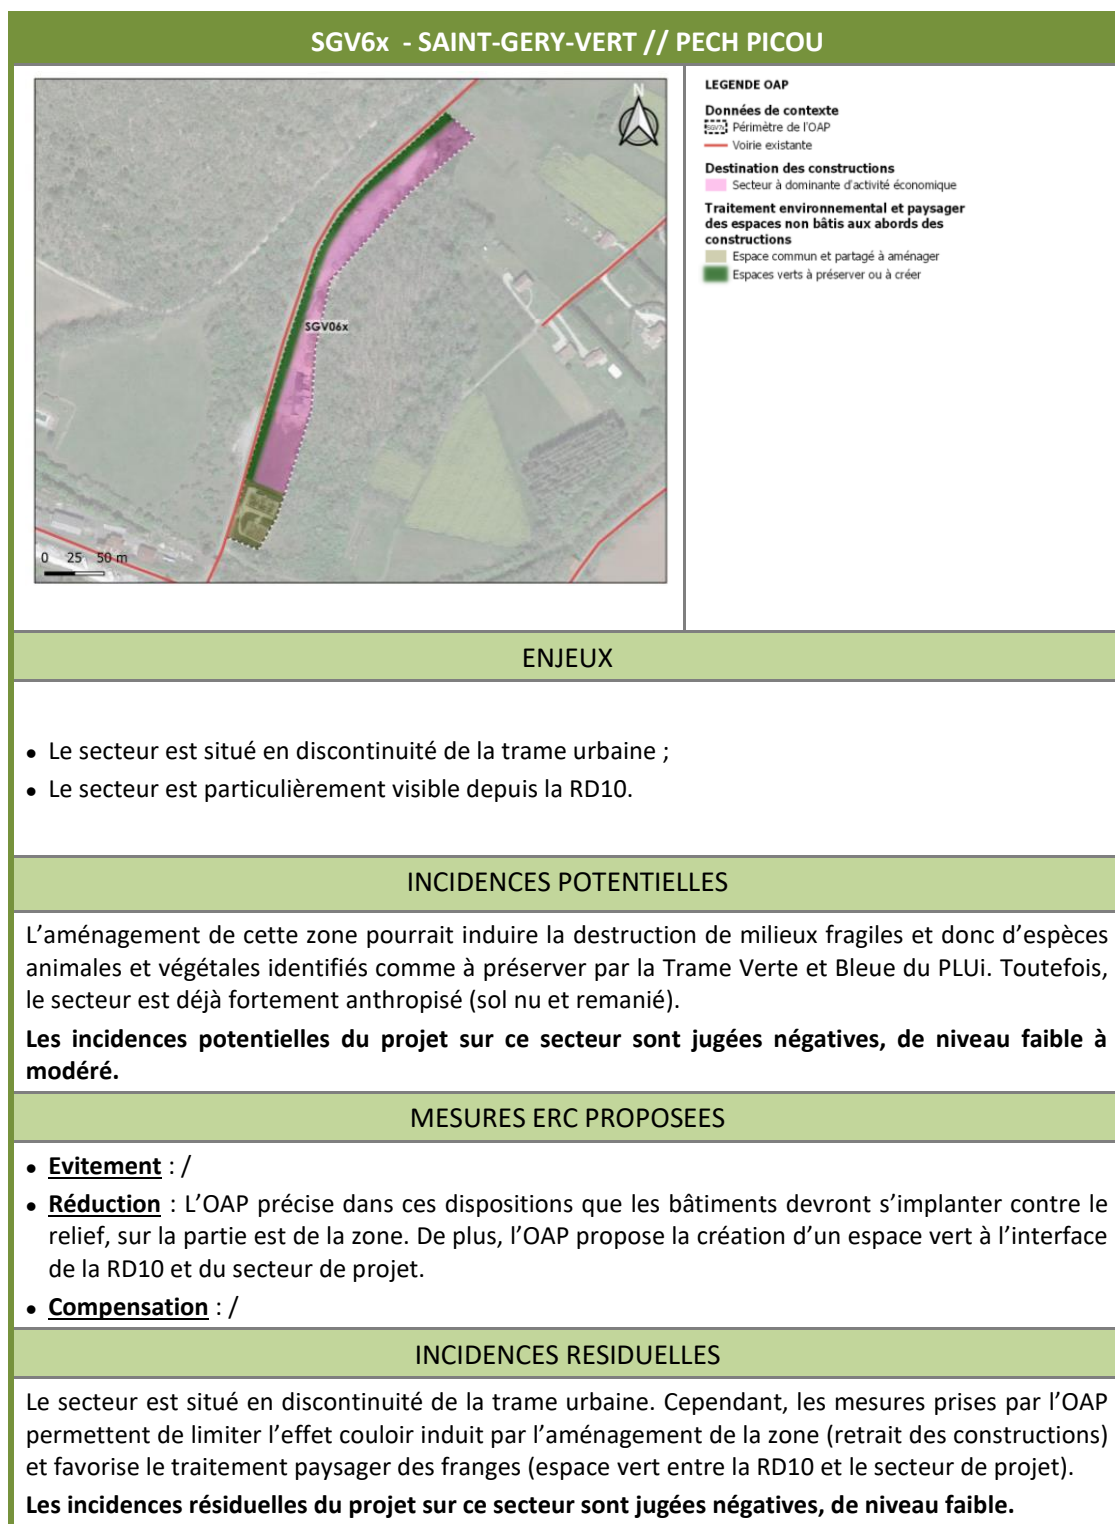 SGV6x - SAINT-GERY-VERT // PECH PICOU
N
SGV06x
0 25 50 m
LEGENDE OAP
Données de contexte
Périmètre de l'OAP
Voirie existante
Destination des constructions
Secteur à dominante d'activité économique
Traitement environnemental et paysager
des espaces non bâtis aux abords des
constructions
Espace commun et partagé à aménager
Espaces verts à préserver ou à créer
ENJEUX
• Le secteur est situé en discontinuité de la trame urbaine ;
• Le secteur est particulièrement visible depuis la RD10.
INCIDENCES POTENTIELLES
L’aménagement de cette zone pourrait induire la destruction de milieux fragiles et donc d’espèces
animales et végétales identifiés comme à préserver par la Trame Verte et Bleue du PLUi. Toutefois,
le secteur est déjà fortement anthropisé (sol nu et remanié).
Les incidences potentielles du projet sur ce secteur sont jugées négatives, de niveau faible à
modéré.
MESURES ERC PROPOSEES
• Evitement : /
• Réduction : L’OAP précise dans ces dispositions que les bâtiments devront s’implanter contre le
relief, sur la partie est de la zone. De plus, l’OAP propose la création d’un espace vert à l’interface
de la RD10 et du secteur de projet.
• Compensation : /
INCIDENCES RESIDUELLES
Le secteur est situé en discontinuité de la trame urbaine. Cependant, les mesures prises par l’OAP
permettent de limiter l’effet couloir induit par l’aménagement de la zone (retrait des constructions)
et favorise le traitement paysager des franges (espace vert entre la RD10 et le secteur de projet).
Les incidences résiduelles du projet sur ce secteur sont jugées négatives, de niveau faible.